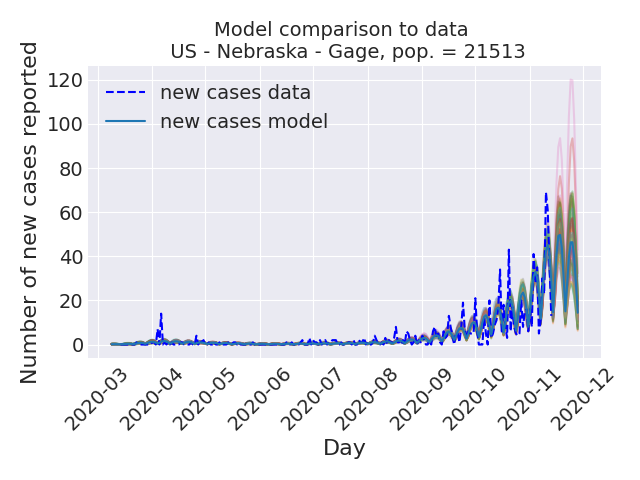 Model comparison to data
US - Nebraska - Gage, pop. = 21513
Number of new cases reported
120
100
80
60
40
20
0
new cases data
new cases model
2020-03
2020-04
2020-05
2020-06
2020-07
2020-08
2020-09
2020-10
2020-11
2020-12
Day